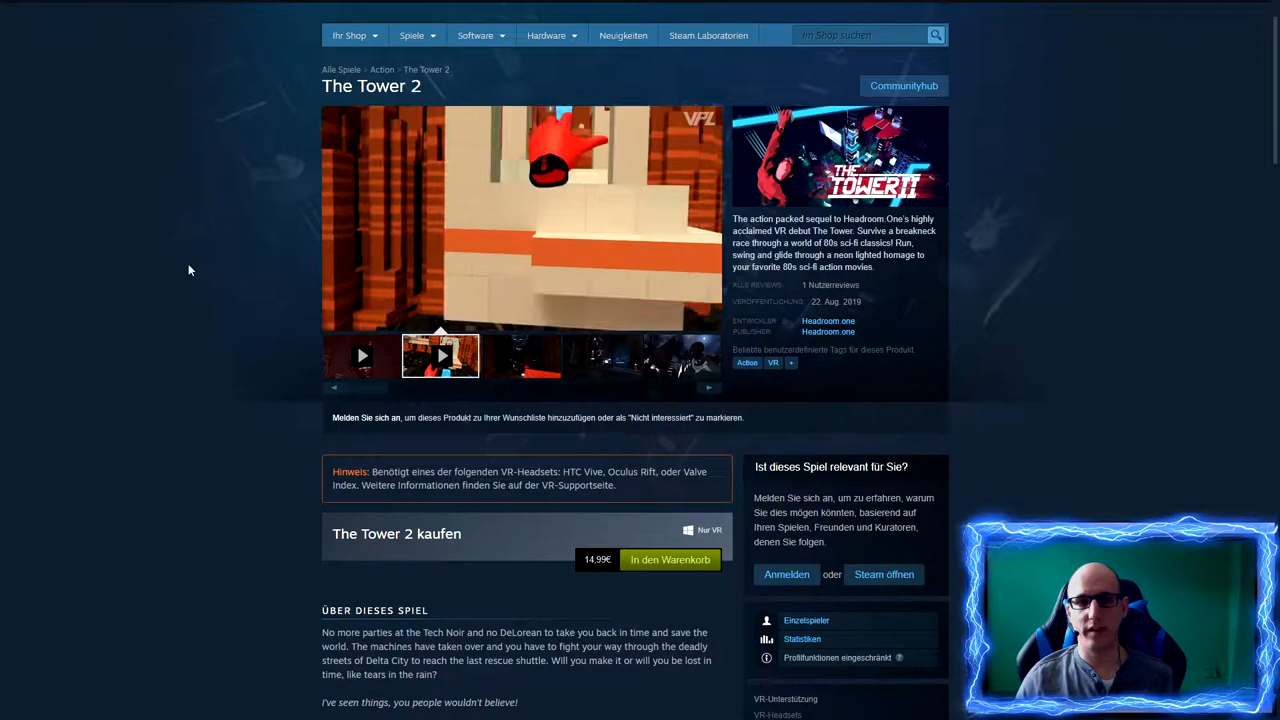 Ihr Shop
Spiele
Software
Hardware
Neuigkeiten
Steam Laboratorien
Im Shop suchen
Alle Spiele > Action > The Tower 2
The Tower 2
Communityhub
VPL
THE
TOWER II
The action packed sequel to Headroom.One's highly
acclaimed VR debut The Tower. Survive a breakneck
race through a world of 80s sci-fi classics! Run,
swing and glide through a neon lighted homage to
your favorite 80s sci-fi action movies.
ALLE REVIEWS: 1 Nutzerreviews
VERÖFFENTLICHUNG: 22. Aug. 2019
ENTWICKLER: Headroom.one
PUBLISHER: Headroom.one
Beliebte benutzerdefinierte Tags für dieses Produkt:
Action VR +
Melden Sie sich an, um dieses Produkt zu Ihrer Wunschliste hinzuzufügen oder als "Nicht interessiert" zu markieren.
Hinweis: Benötigt eines der folgenden VR-Headsets: HTC Vive, Oculus Rift, oder Valve
Index. Weitere Informationen finden Sie auf der VR-Supportseite.
The Tower 2 kaufen
Nur VR
14,99€
In den Warenkorb
ÜBER DIESES SPIEL
No more parties at the Tech Noir and no DeLorean to take you back in time and save the
world. The machines have taken over and you have to fight your way through the deadly
streets of Delta City to reach the last rescue shuttle. Will you make it or will you be lost in
time, like tears in the rain?
I've seen things, you people wouldn't believe!
Ist dieses Spiel relevant für Sie?
Melden Sie sich an, um zu erfahren, warum
Sie dies mögen könnten, basierend auf
Ihren Spielen, Freunden und Kuratoren,
denen Sie folgen.
Anmelden oder Steam öffnen
Einzelspieler
Statistiken
Profilfunktionen eingeschränkt ?
VR-Unterstützung
VR-Headsets